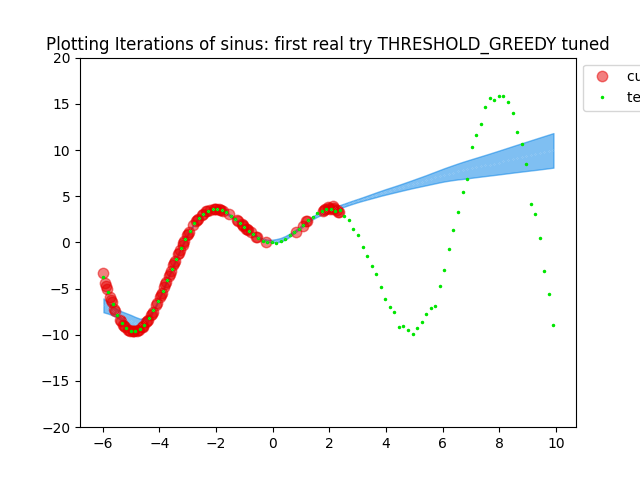 Plotting Iterations of sinus: first real try THRESHOLD_GREEDY tuned
20
15
10
5
0
−5
−10
−15
−20
−6 −4 −2 0 2 4 6 8 10
cu
te